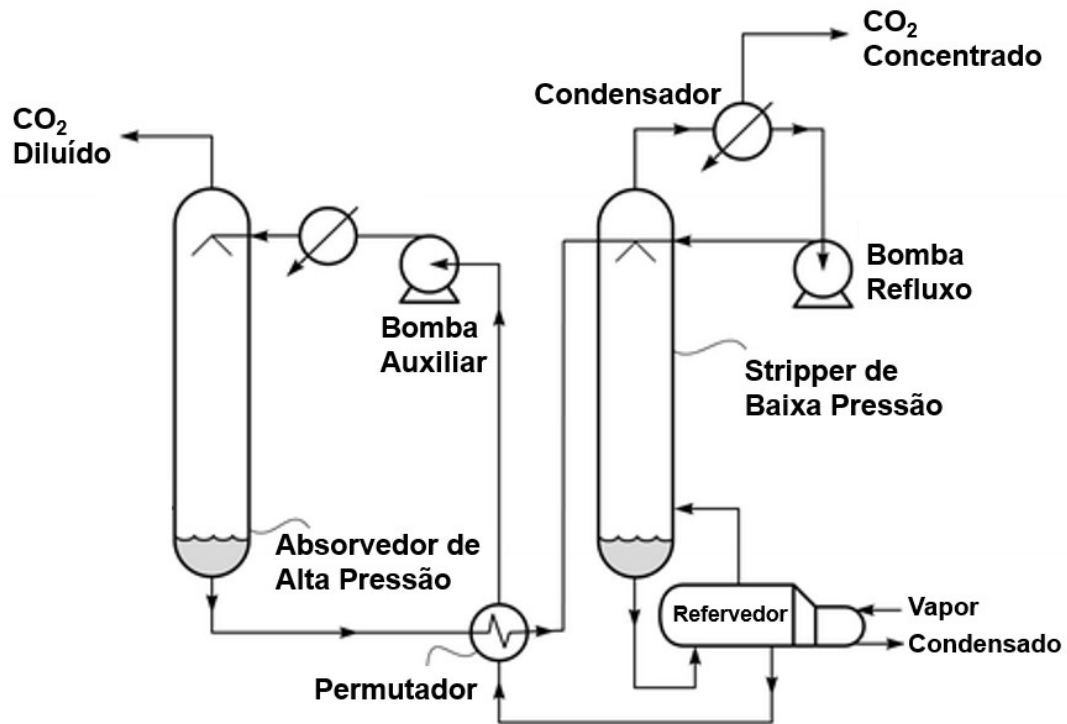 CO₂
Concentrado
Condensador
CO₂
Diluído
Bomba
Refluxo
Bomba
Auxiliar
Stripper de
Baixa Pressão
Absorvedor de
Alta Pressão
Refervedor
Vapor
Condensado
Permutador